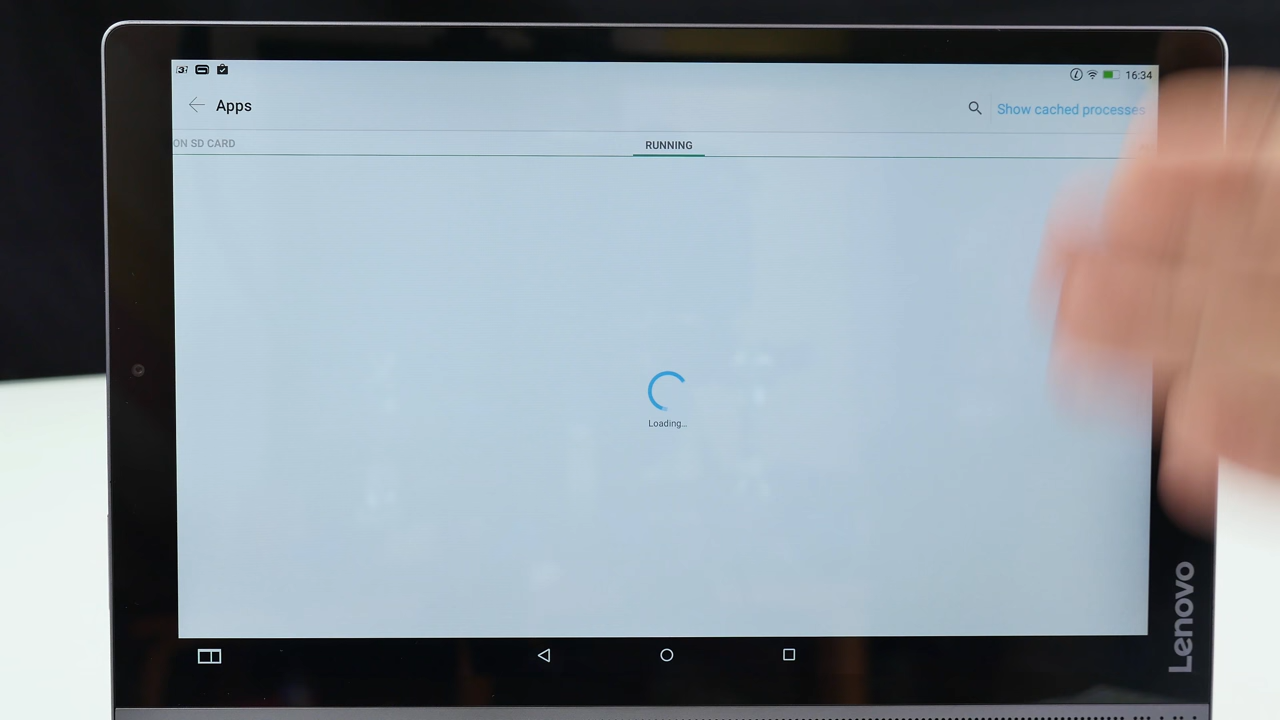 16:34
Apps
Show cached processes
ON SD CARD
RUNNING
Loading...
Lenovo